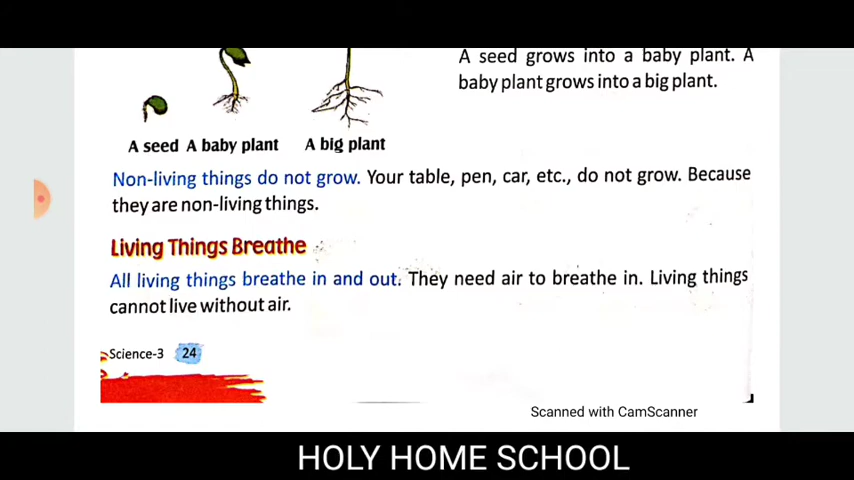 A seed grows into a baby plant. A
baby plant grows into a big plant.
A seed A baby plant A big plant
Non-living things do not grow. Your table, pen, car, etc., do not grow. Because
they are non-living things.
Living Things Breathe
All living things breathe in and out. They need air to breathe in. Living things
cannot live without air.
Science-3 24
Scanned with CamScanner
HOLY HOME SCHOOL